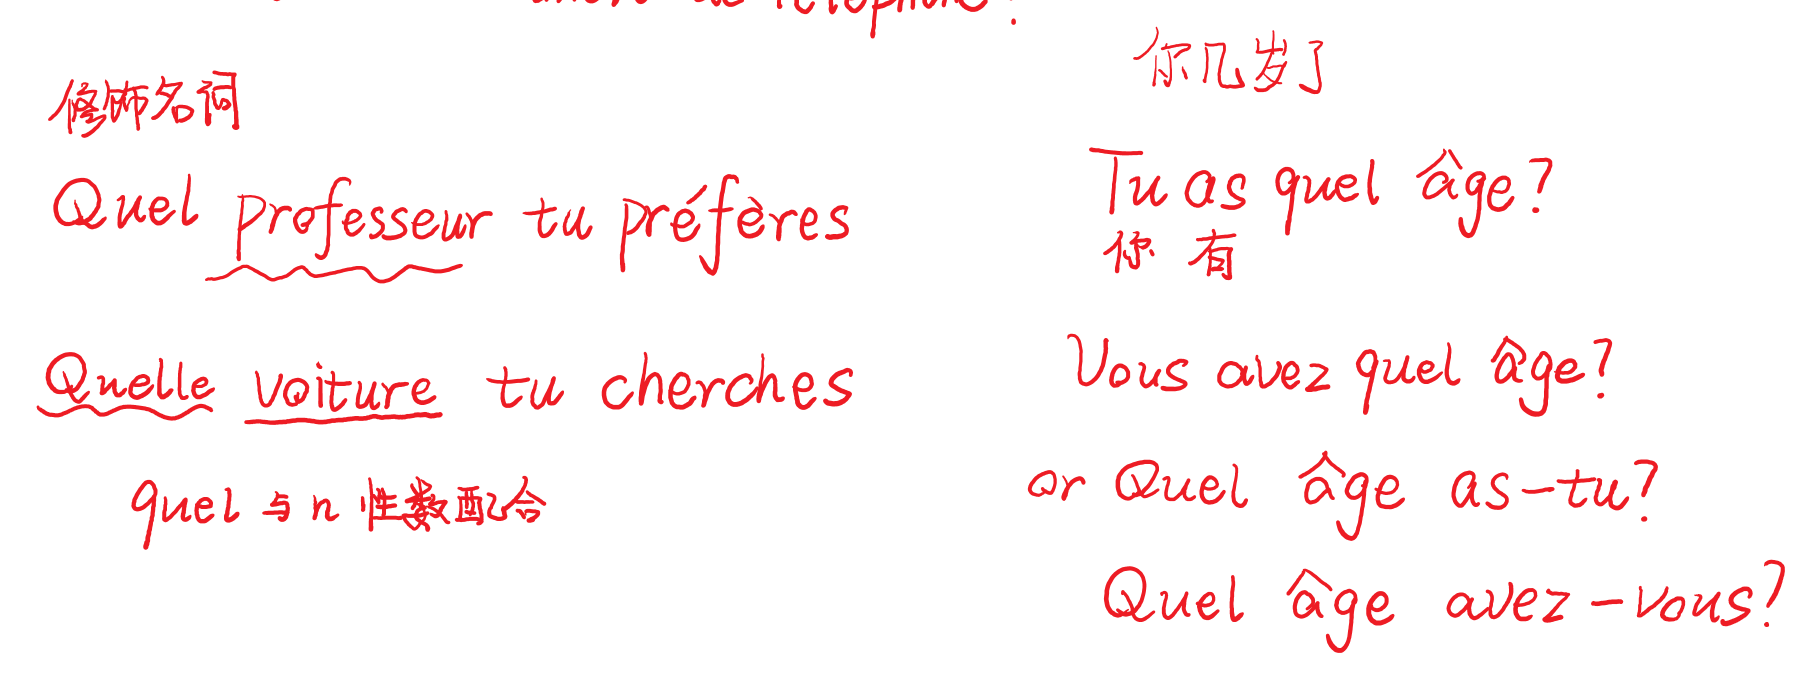 de téléphone?
修饰名词
Quel professeur tu préfères
Quelle voiture tu cherches
quel 与 n 性数配合
你几岁了
Tu as quel âge?
你 有
Vous avez quel âge?
or Quel âge as-tu?
Quel âge avez-vous?